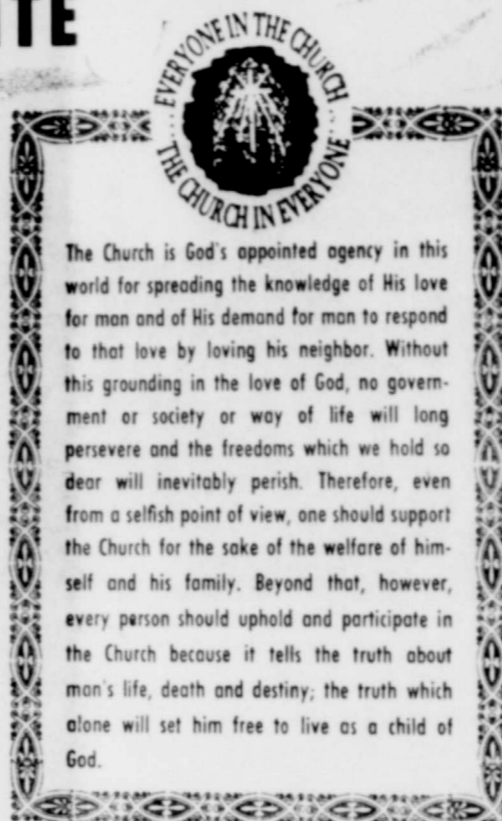 ITE
EVERYONE IN THE CHURCH
THE CHURCH IN EVERYONE
The Church is God's appointed agency in this
world for spreading the knowledge of His love
for man and of His demand for man to respond
to that love by loving his neighbor. Without
this grounding in the love of God, no govern-
ment or society or way of life will long
persevere and the freedoms which we hold so
dear will inevitably perish. Therefore, even
from a selfish point of view, one should support
the Church for the sake of the welfare of him-
self and his family. Beyond that, however,
every person should uphold and participate in
the Church because it tells the truth about
man's life, death and destiny; the truth which
alone will set him free to live as a child of
God.